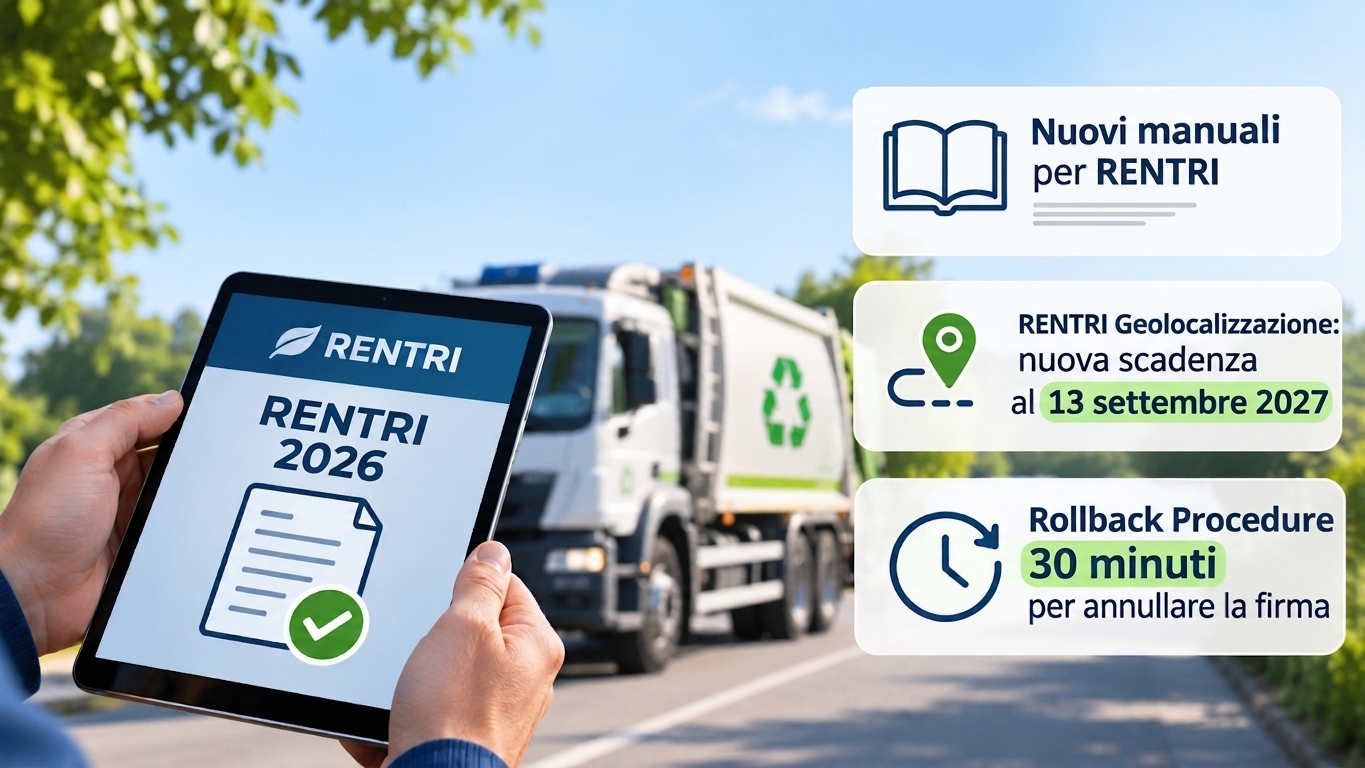 RENTRI
RENTRI
2026
Nuovi manuali
per RENTRI
RENTRI Geolocalizzazione:
nuova scadenza
al 13 settembre 2027
Rollback Procedure
30 minuti
per annullare la firma